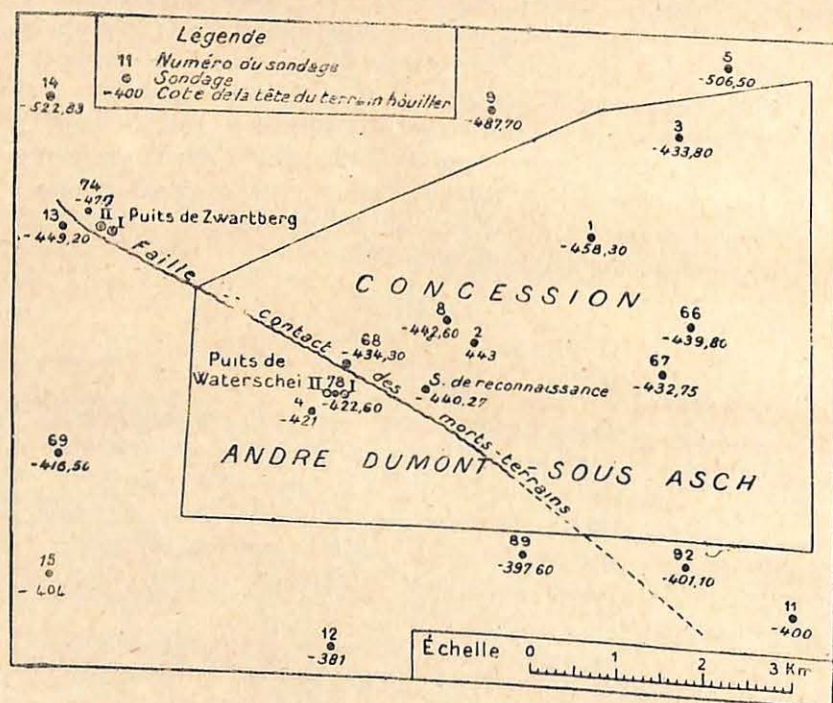 Légende
11 Numéro du sondage
Sondage
-400 Cote de la tête du terrain houiller
5
-506,50
14
-522,83
9
-487,70
3
-433,80
74
-477
II I Puits de Zwartberg
13
-449,20
1
-458,30
Faille
CONCESSION
contact
8
-442,60
2
443
66
-439,80
68
-434,30
67
-432,75
Puits de
Waterschei II 78 I
-422,60
des
S. de reconnaissance
-440,27
4
-421
morts-terrains
69
-418,50
ANDRE DUMONT - SOUS ASCH
89
-397,60
92
-401,10
15
-404
11
-400
12
-381
Échelle 0 1 2 3 Km